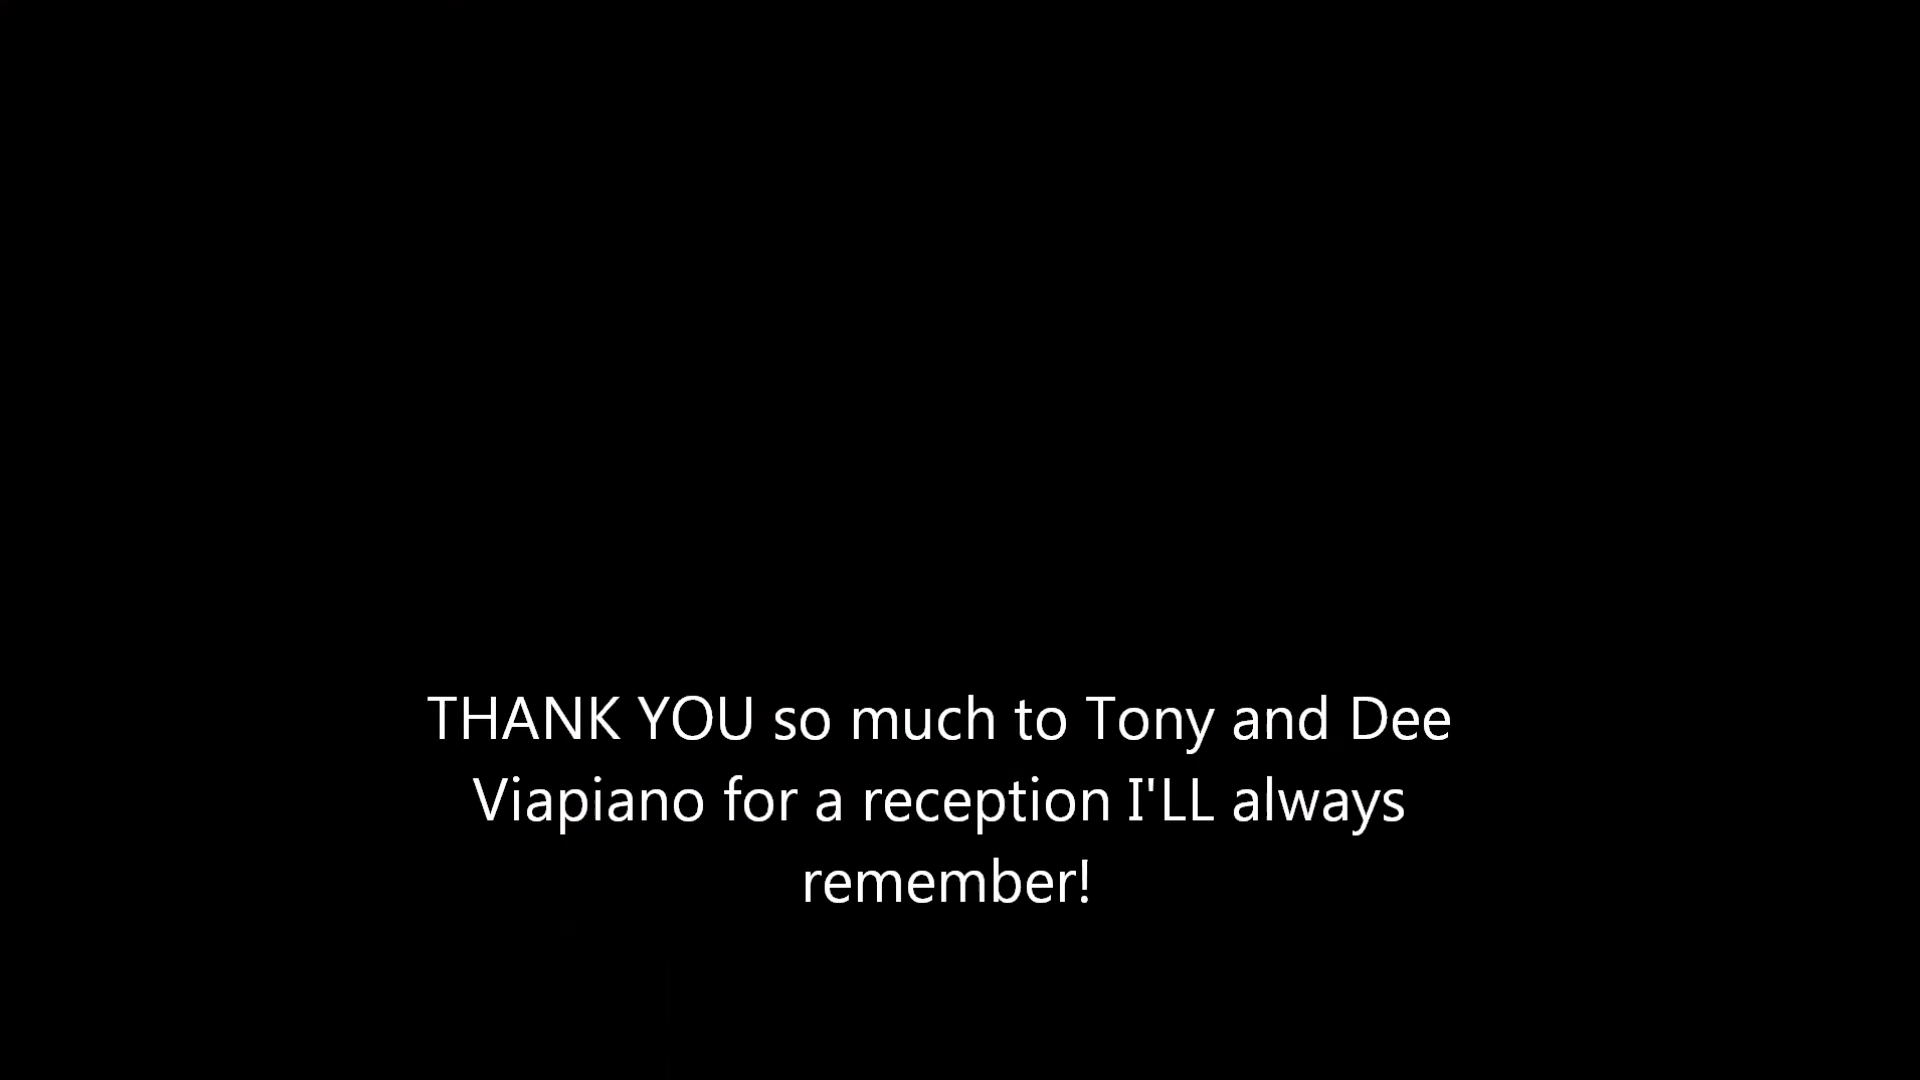 THANK YOU so much to Tony and Dee
Viapiano for a reception I'LL always
remember!